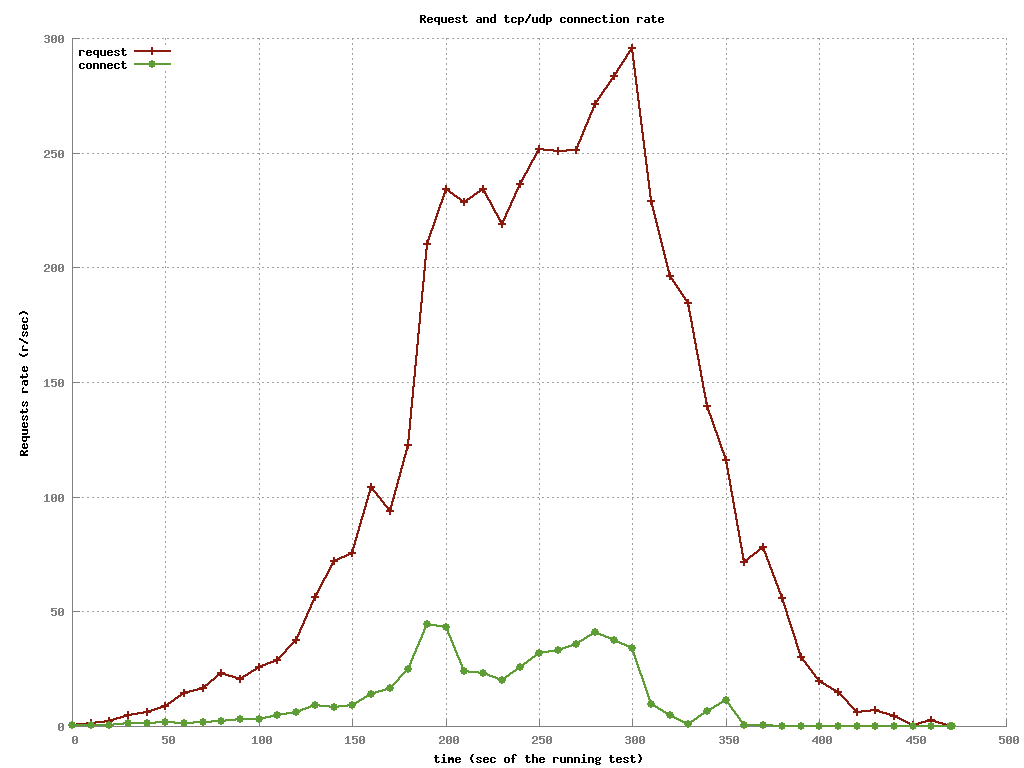 Request and tcp/udp connection rate
300
request
connect
250
200
Requests rate (r/sec)
150
100
50
0
0 50 100 150 200 250 300 350 400 450 500
time (sec of the running test)